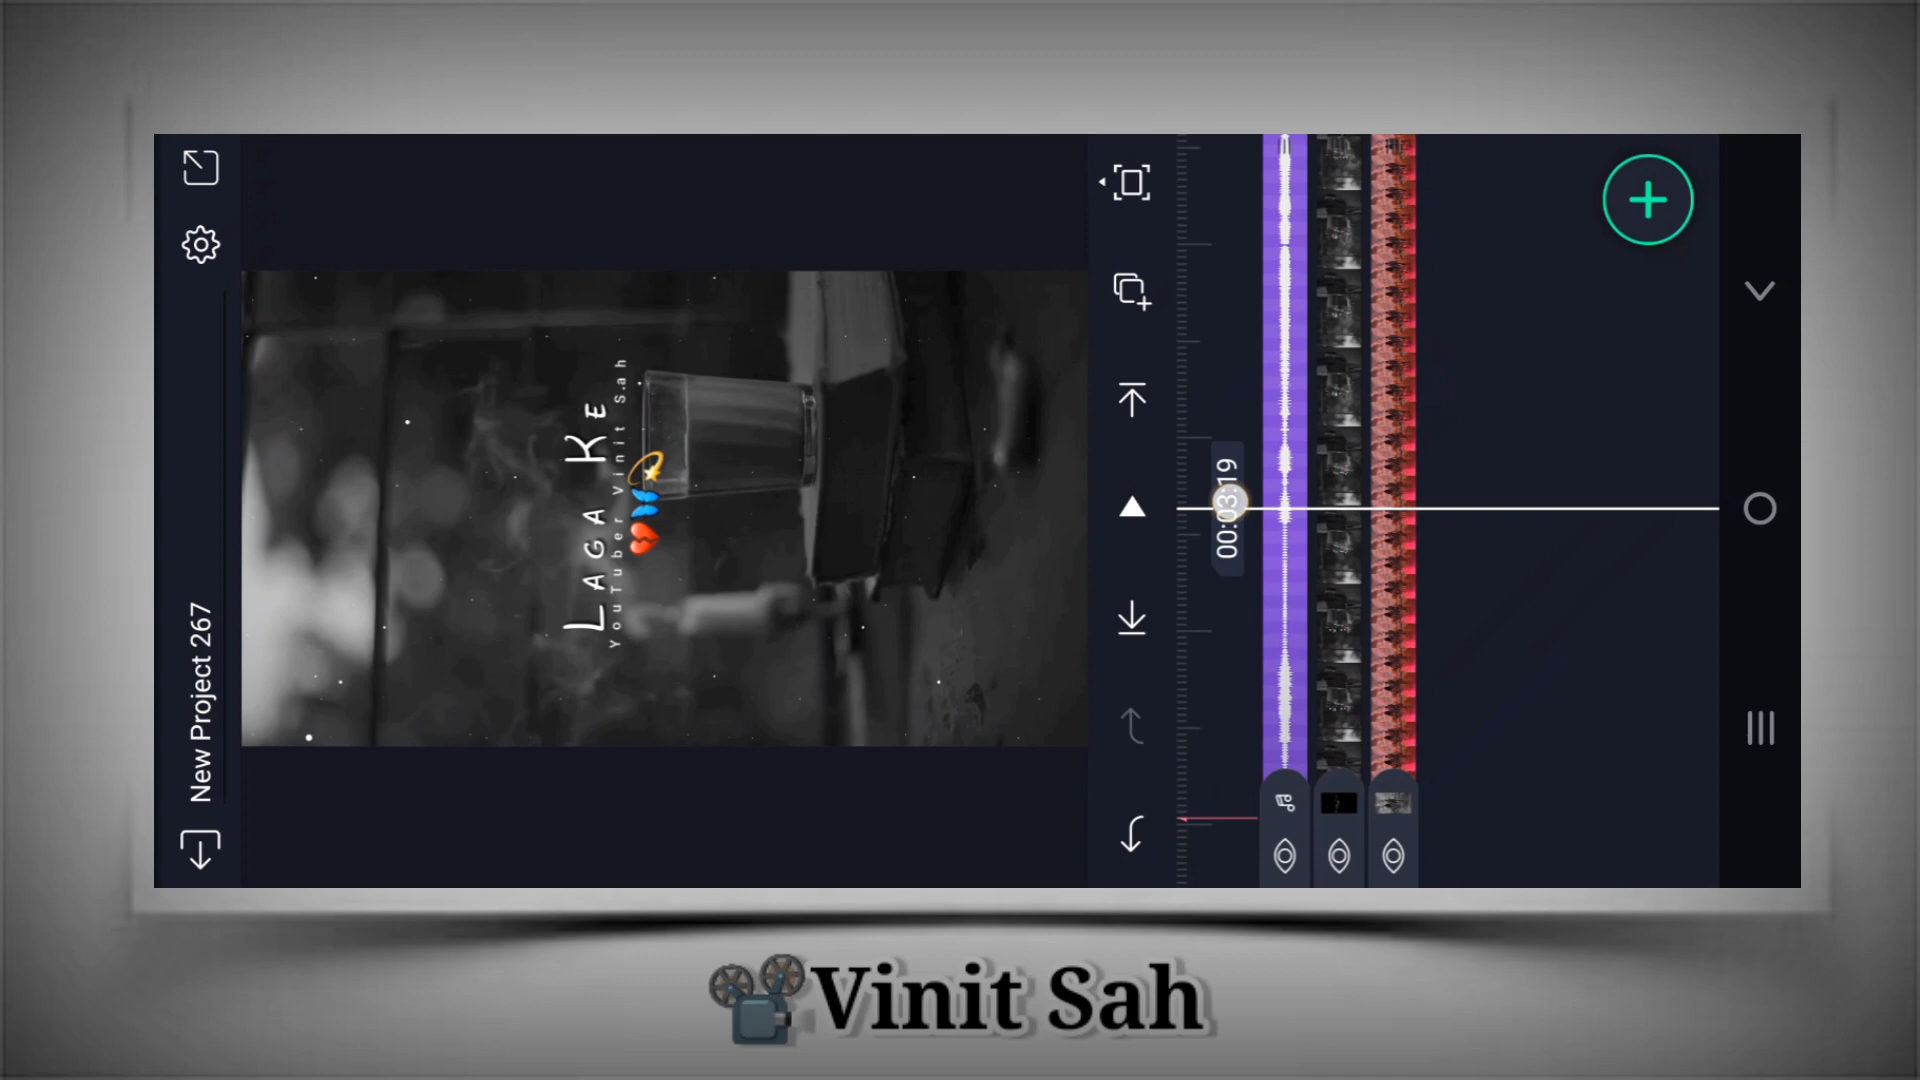 New Project 267
LAGA KE
YouTuber Vinit Sah
00:03:19
Vinit Sah